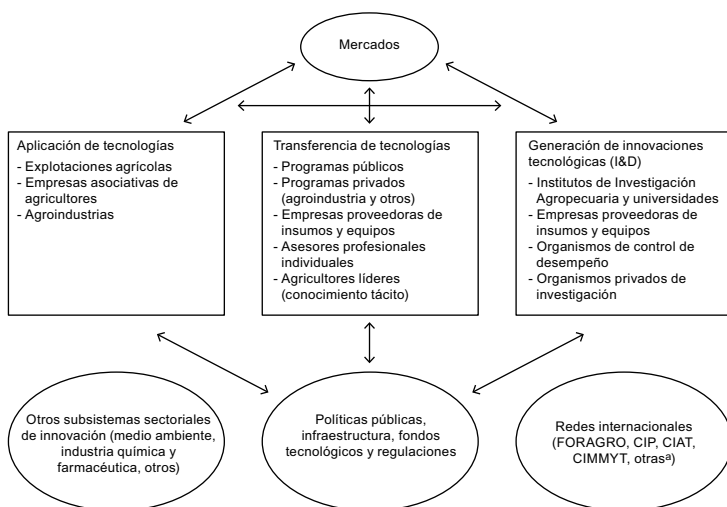 Mercados
Aplicación de tecnologías
- Explotaciones agrícolas
- Empresas asociativas de
agricultores
- Agroindustrias
Transferencia de tecnologías
- Programas públicos
- Programas privados
(agroindustria y otros)
- Empresas proveedoras de
insumos y equipos
- Asesores profesionales
individuales
- Agricultores líderes
(conocimiento tácito)
Generación de innovaciones
tecnológicas (I&D)
- Institutos de Investigación
Agropecuaria y universidades
- Empresas proveedoras de
insumos y equipos
- Organismos de control de
desempeño
- Organismos privados de
investigación
Otros subsistemas sectoriales
de innovación (medio ambiente,
industria química y
farmacéutica, otros)
Políticas públicas,
infraestructura, fondos
tecnológicos y regulaciones
Redes internacionales
(FORAGRO, CIP, CIAT,
CIMMYT, otrasª)